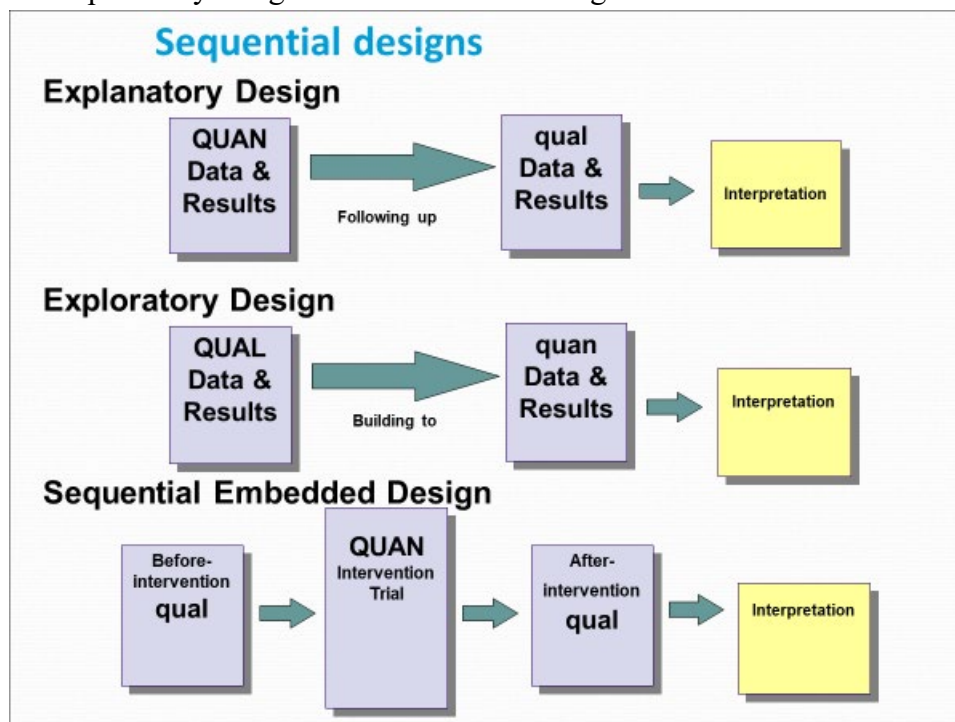 Sequential designs
Explanatory Design
QUAN
Data &
Results
Following up
qual
Data &
Results
Interpretation
Exploratory Design
QUAL
Data &
Results
Building to
quan
Data &
Results
Interpretation
Sequential Embedded Design
Before-
intervention
qual
QUAN
Intervention
Trial
After-
intervention
qual
Interpretation